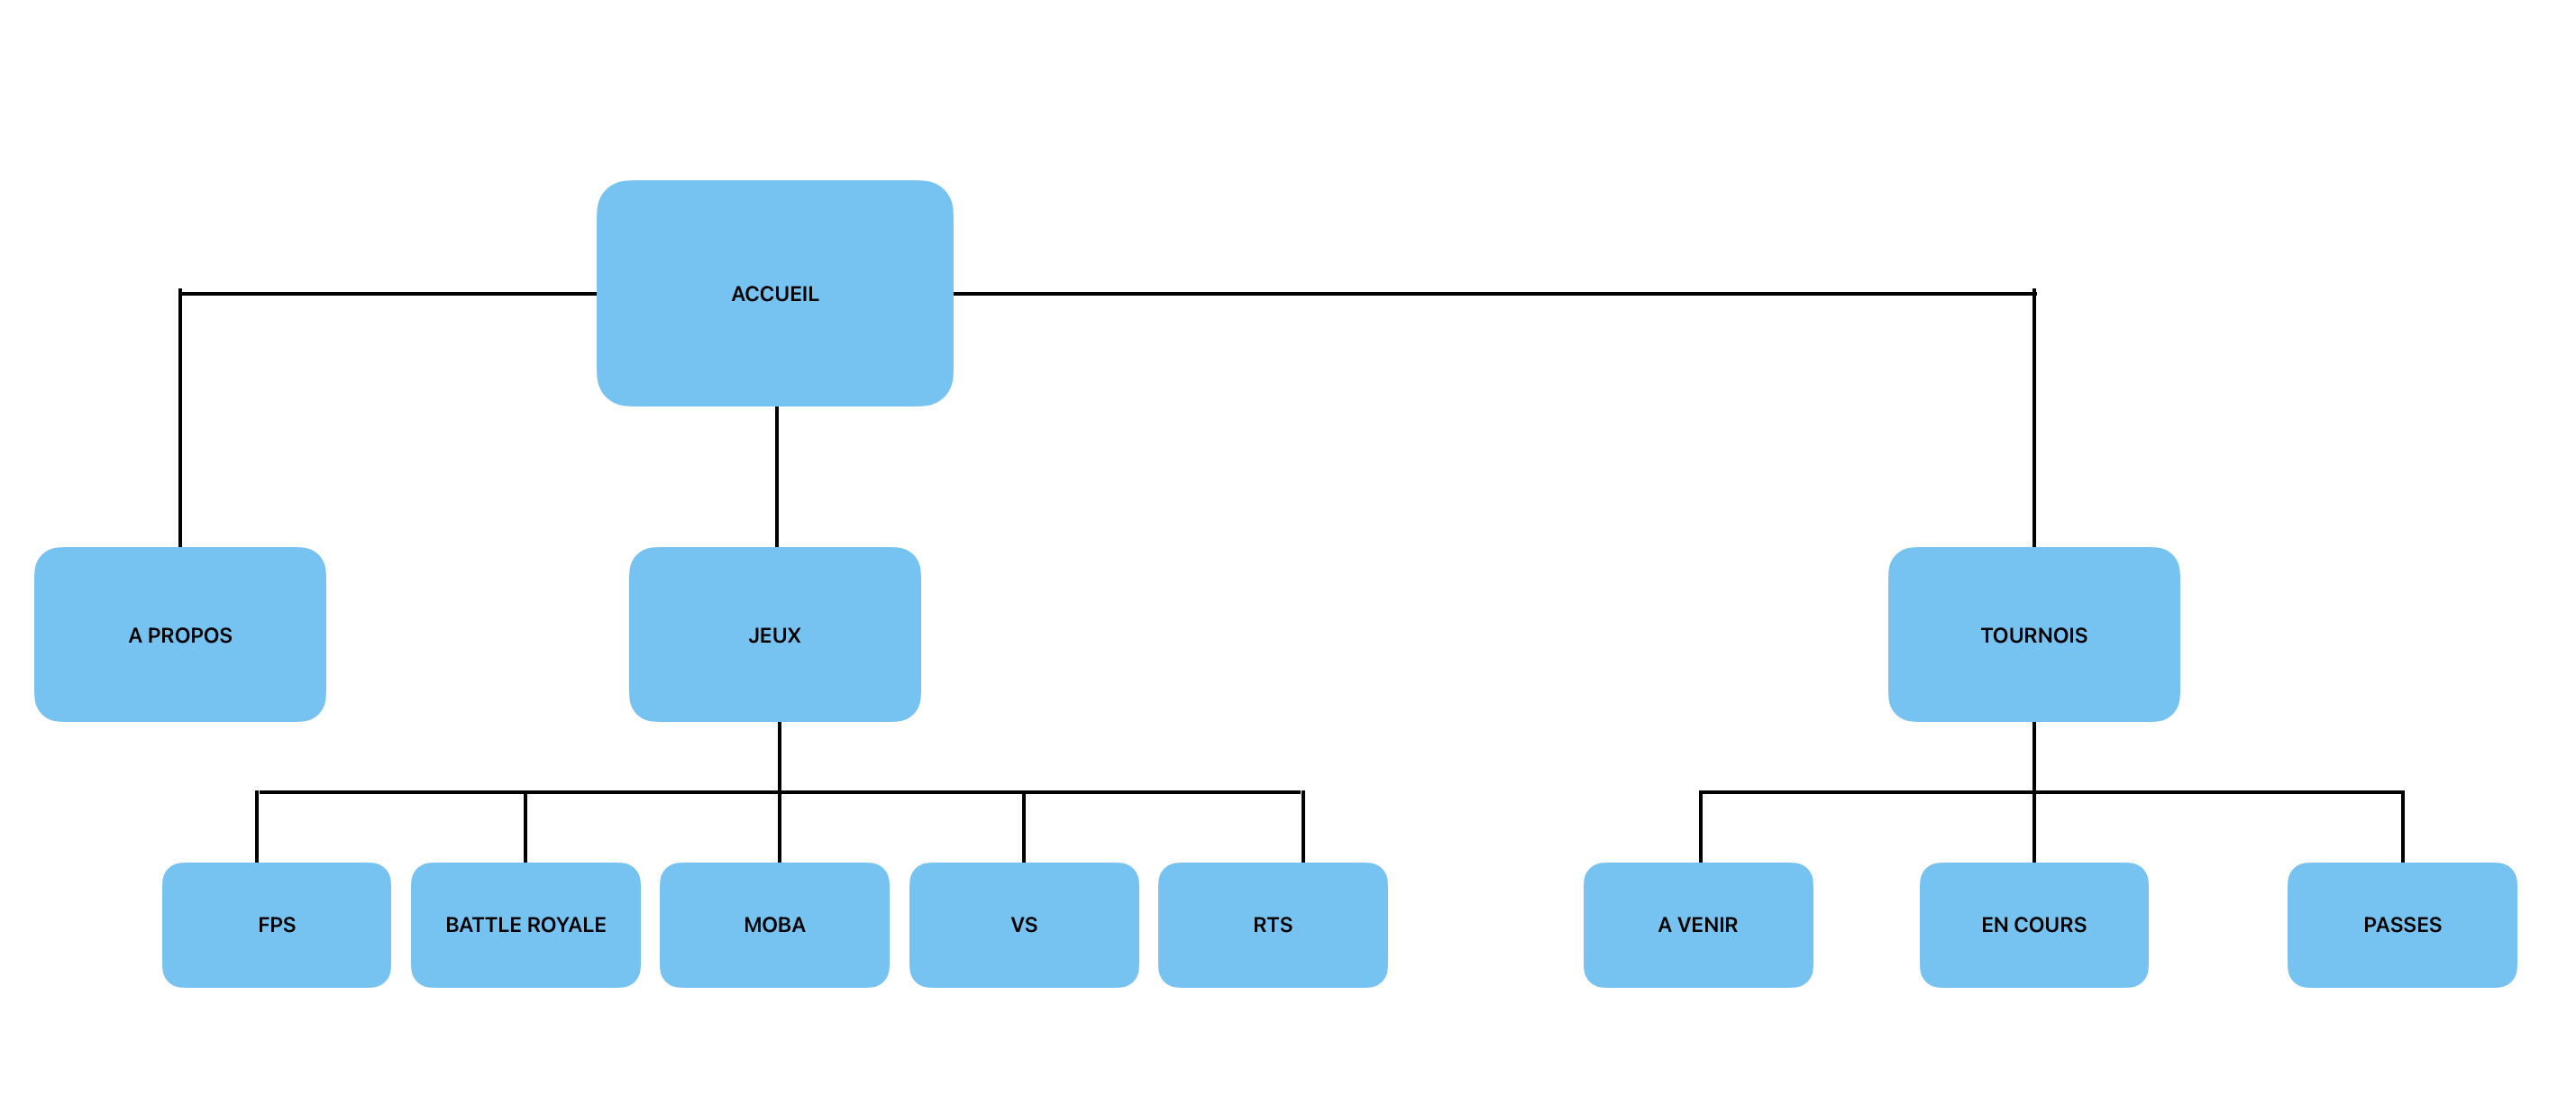 ACCUEIL
A PROPOS
JEUX
TOURNOIS
FPS
BATTLE ROYALE
MOBA
VS
RTS
A VENIR
EN COURS
PASSES